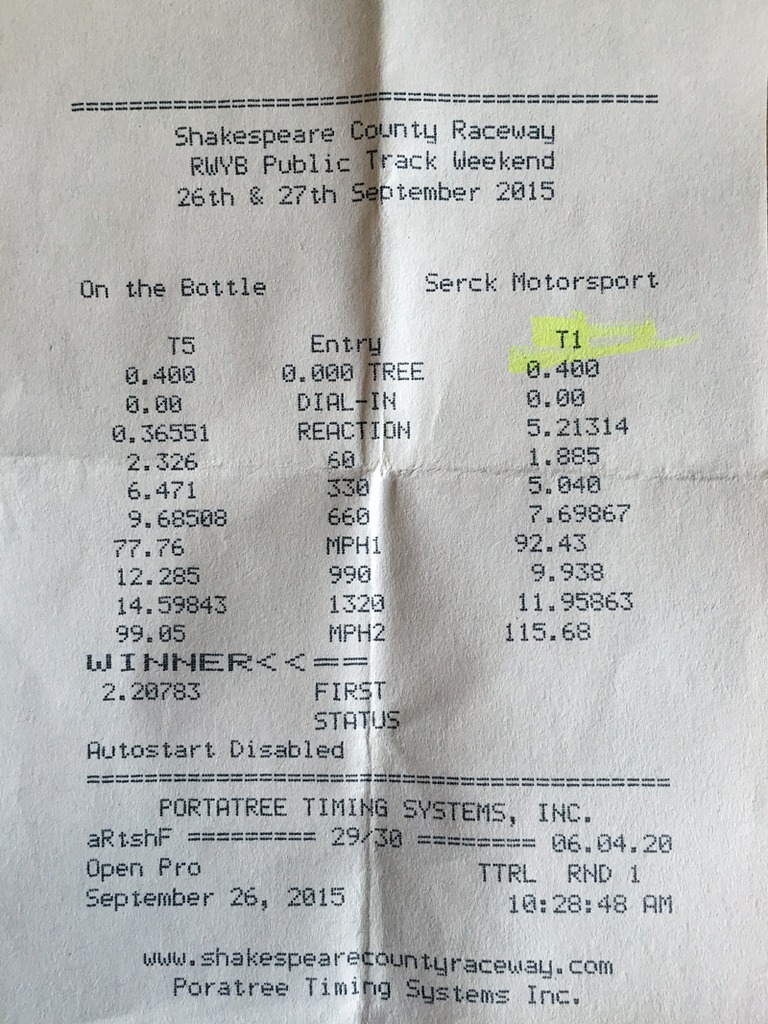 =========================================
Shakespeare County Raceway
RWYB Public Track Weekend
26th & 27th September 2015
On the Bottle Serck Motorsport
T5 Entry T1
0.400 0.000 TREE 0.400
0.00 DIAL-IN 0.00
0.36551 REACTION 5.21314
2.326 60 1.885
6.471 330 5.040
9.68508 660 7.69867
77.76 MPH1 92.43
12.285 990 9.938
14.59843 1320 11.95863
99.05 MPH2 115.68
WINNER<<==
2.20783 FIRST
STATUS
Autostart Disabled
=========================================
PORTATREE TIMING SYSTEMS, INC.
aRtshF ========= 29/30 ======== 06.04.20
Open Pro TTRL RND 1
September 26, 2015 10:28:48 AM
www.shakespearecountyraceway.com
Poratree Timing Systems Inc.